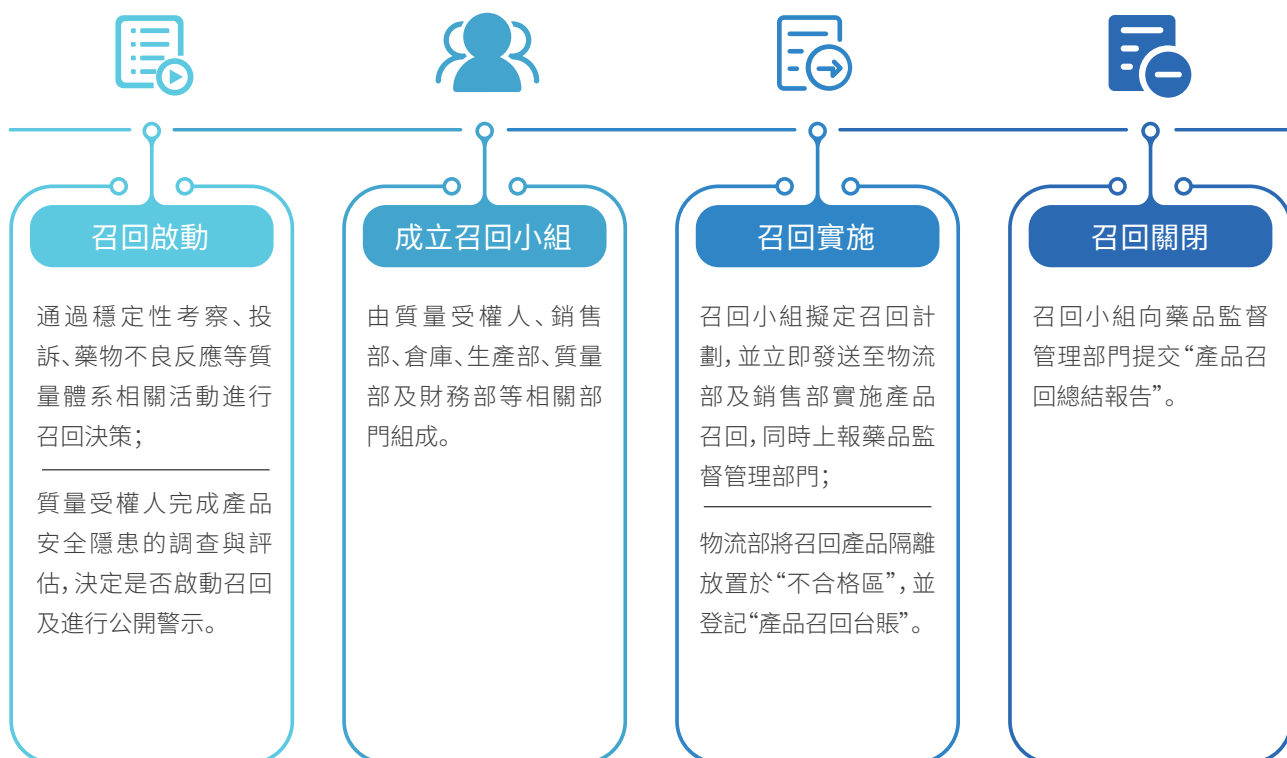 召回啟動
通過穩定性考察、投
訴、藥物不良反應等質
量體系相關活動進行
召回決策;
質量受權人完成產品
安全隱患的調查與評
估,決定是否啟動召回
及進行公開警示。
成立召回小組
由質量受權人、銷售
部、倉庫、生產部、質量
部及財務部等相關部
門組成。
召回實施
召回小組擬定召回計
劃,並立即發送至物流
部及銷售部實施產品
召回,同時上報藥品監
督管理部門;
物流部將召回產品隔離
放置於“不合格區”,並
登記“產品召回台賬”。
召回關閉
召回小組向藥品監督
管理部門提交“產品召
回總結報告”。